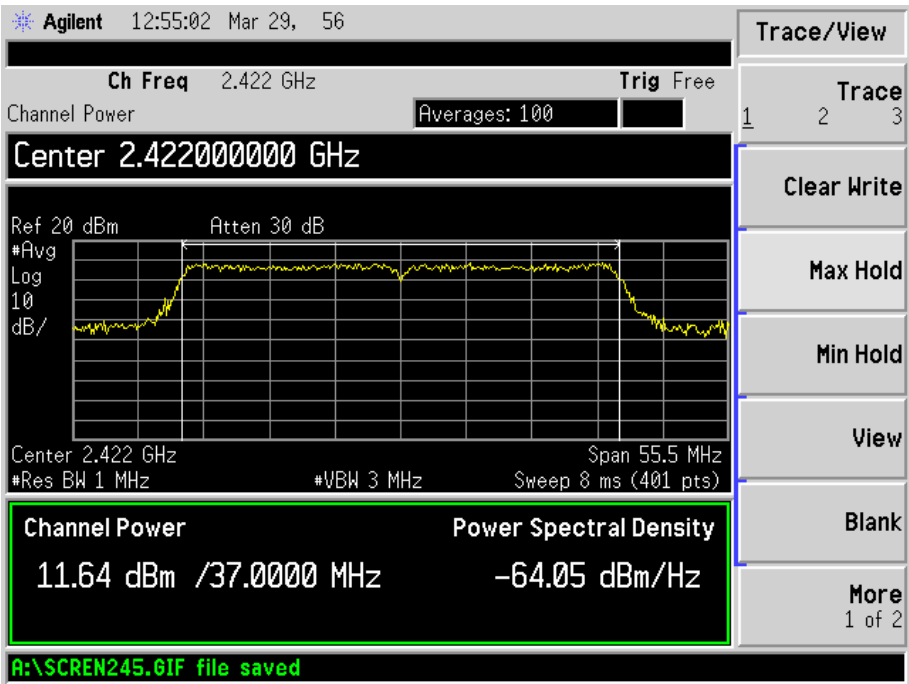 Agilent 12:55:02 Mar 29, 56
Ch Freq 2.422 GHz Trig Free
Channel Power Averages: 100
Center 2.422000000 GHz
Ref 20 dBm Atten 30 dB
#Avg
Log
10
dB/
Center 2.422 GHz Span 55.5 MHz
#Res BW 1 MHz #VBW 3 MHz Sweep 8 ms (401 pts)
Channel Power Power Spectral Density
11.64 dBm /37.0000 MHz -64.05 dBm/Hz
A:\SCREN245.GIF file saved
Trace/View
Trace
1 2 3
Clear Write
Max Hold
Min Hold
View
Blank
More
1 of 2